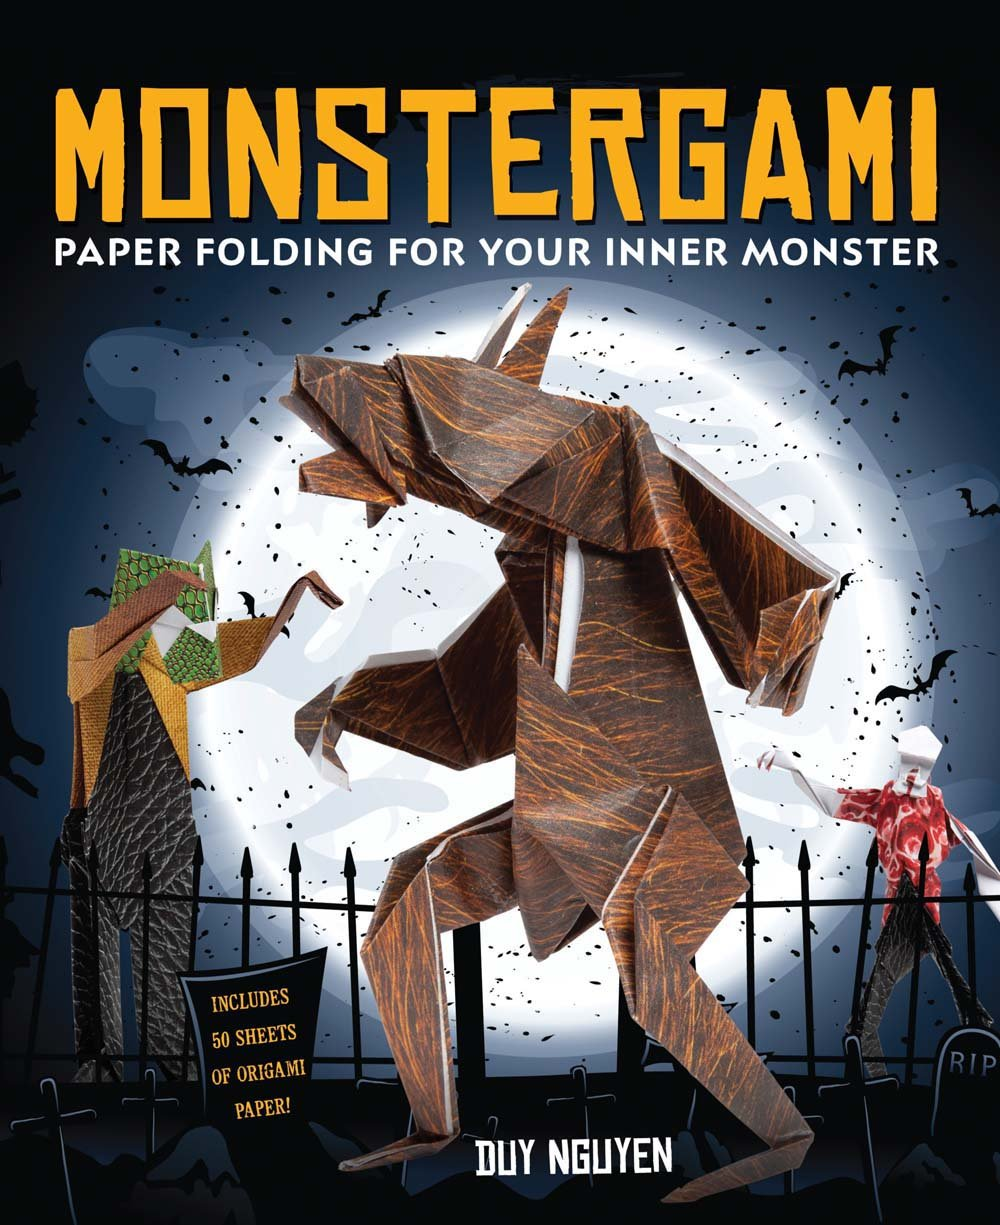 MONSTERGAMI
PAPER FOLDING FOR YOUR INNER MONSTER
INCLUDES
50 SHEETS
OF ORIGAMI
PAPER!
RIP
DUY NGUYEN